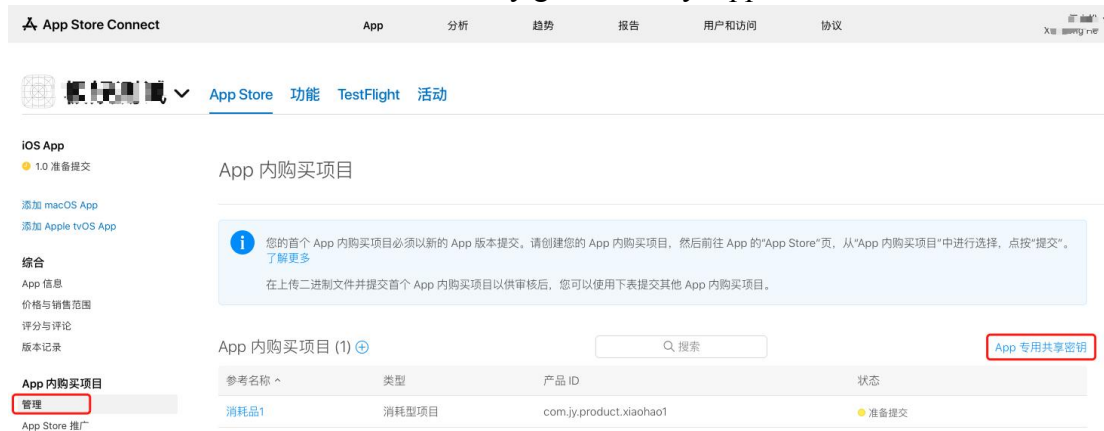 App Store Connect App 分析 趋势 报告 用户和访问 协议
App Store 功能 TestFlight 活动
iOS App
1.0 准备提交
添加 macOS App
添加 Apple tvOS App
综合
App 信息
价格与销售范围
评分与评论
版本记录
App 内购买项目
管理
App Store 推广
App 内购买项目
您的首个 App 内购买项目必须以新的 App 版本提交。请创建您的 App 内购买项目，然后前往 App 的“App Store”页，从“App 内购买项目”中进行选择，点按“提交”。
了解更多
在上传二进制文件并提交首个 App 内购买项目以供审核后，您可以使用下表提交其他 App 内购买项目。
App 内购买项目 (1) 搜索 App 专用共享密钥
参考名称 类型 产品 ID 状态
消耗品1 消耗型项目 com.jy.product.xiaohao1 准备提交